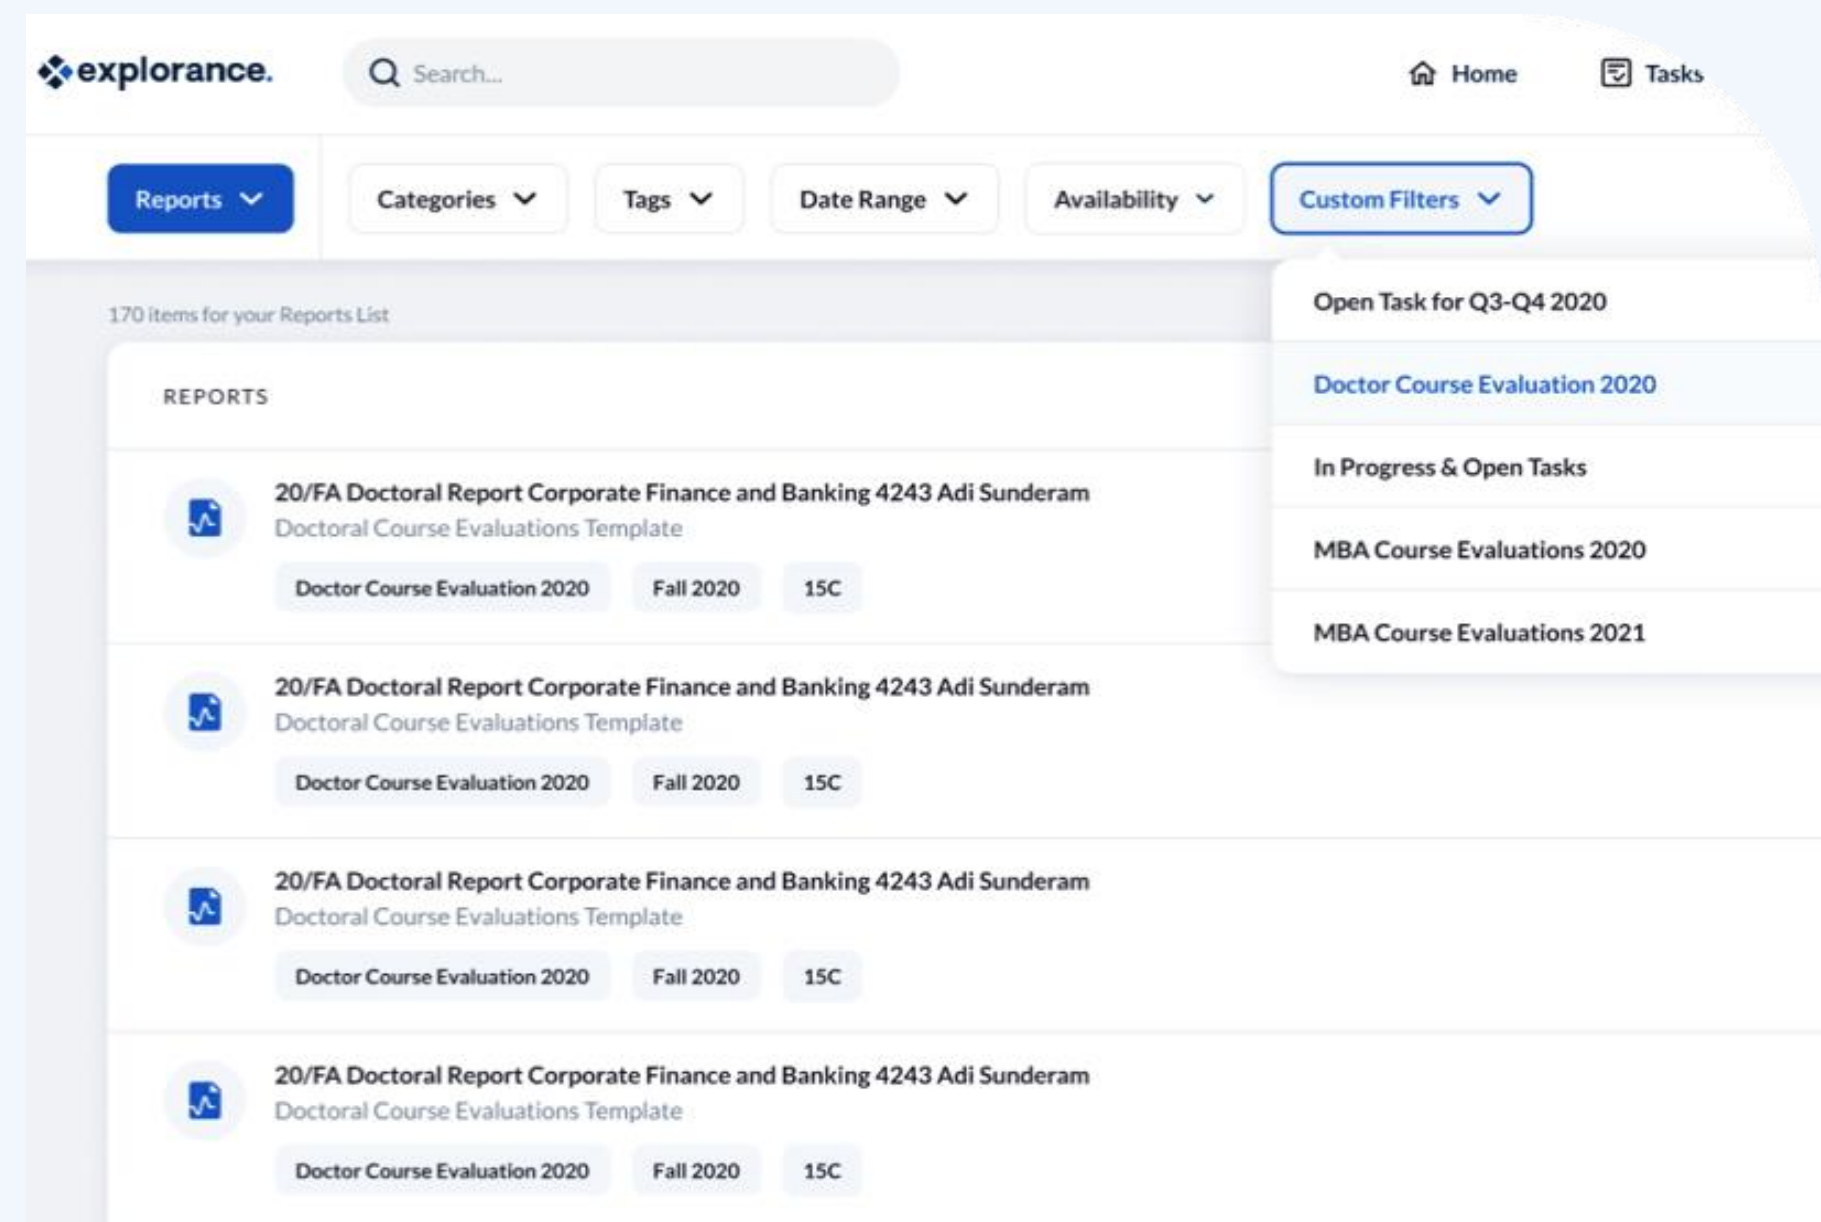 explorance.
Search...
Home
Tasks
Reports
Categories
Tags
Date Range
Availability
Custom Filters
170 items for your Reports List
Open Task for Q3-Q4 2020
Doctor Course Evaluation 2020
In Progress & Open Tasks
MBA Course Evaluations 2020
MBA Course Evaluations 2021
REPORTS
20/FA Doctoral Report Corporate Finance and Banking 4243 Adi Sunderam
Doctoral Course Evaluations Template
Doctor Course Evaluation 2020 Fall 2020 15C
20/FA Doctoral Report Corporate Finance and Banking 4243 Adi Sunderam
Doctoral Course Evaluations Template
Doctor Course Evaluation 2020 Fall 2020 15C
20/FA Doctoral Report Corporate Finance and Banking 4243 Adi Sunderam
Doctoral Course Evaluations Template
Doctor Course Evaluation 2020 Fall 2020 15C
20/FA Doctoral Report Corporate Finance and Banking 4243 Adi Sunderam
Doctoral Course Evaluations Template
Doctor Course Evaluation 2020 Fall 2020 15C